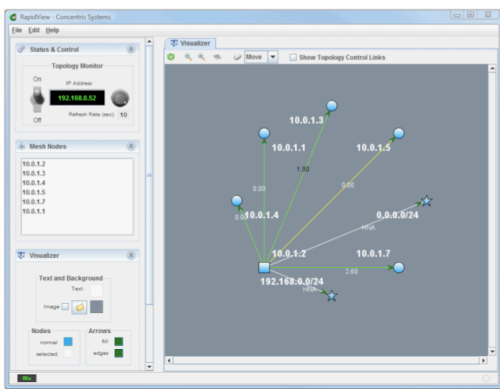 RapidView - Concentric Systems
File Edit Help
Status & Control
Topology Monitor
On
IP Address
192.168.0.52
Off
Refresh Rate (sec) 10
Mesh Nodes
10.0.1.2
10.0.1.3
10.0.1.4
10.0.1.5
10.0.1.7
10.0.1.1
Visualizer
Text and Background
Text
Image
Nodes
normal
selected
Arrows
fill
edges
Visualizer
Move
Show Topology Control Links
10.0.1.3
10.0.1.1
10.0.1.5
1.00
0.00
0.00
0.00
10.0.1.4
0.0.0.0/24
HNA
10.0.1.2
10.0.1.7
2.60
192.168.0.0/24
HNA